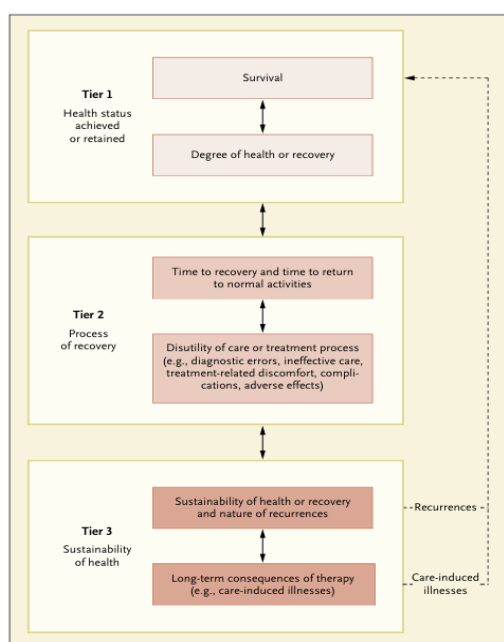 Survival
Tier 1
Health status
achieved
or retained
Degree of health or recovery
Time to recovery and time to return
to normal activities
Tier 2
Process
of recovery
Disutility of care or treatment process
(e.g., diagnostic errors, ineffective care,
treatment-related discomfort, compli-
cations, adverse effects)
Sustainability of health or recovery
and nature of recurrences
Recurrences
Tier 3
Sustainability
of health
Long-term consequences of therapy
(e.g., care-induced illnesses)
Care-induced
illnesses